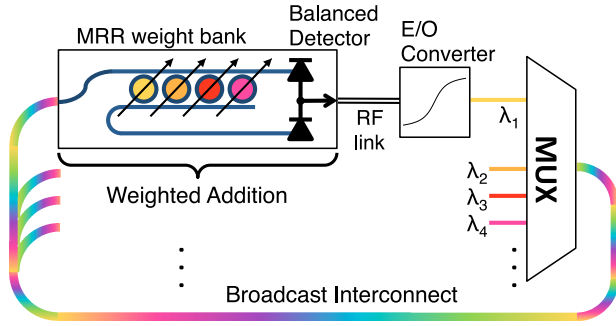 MRR weight bank
Balanced
Detector
E/O
Converter
RF
link
λ1
MUX
λ2
λ3
λ4
Weighted Addition
Broadcast Interconnect